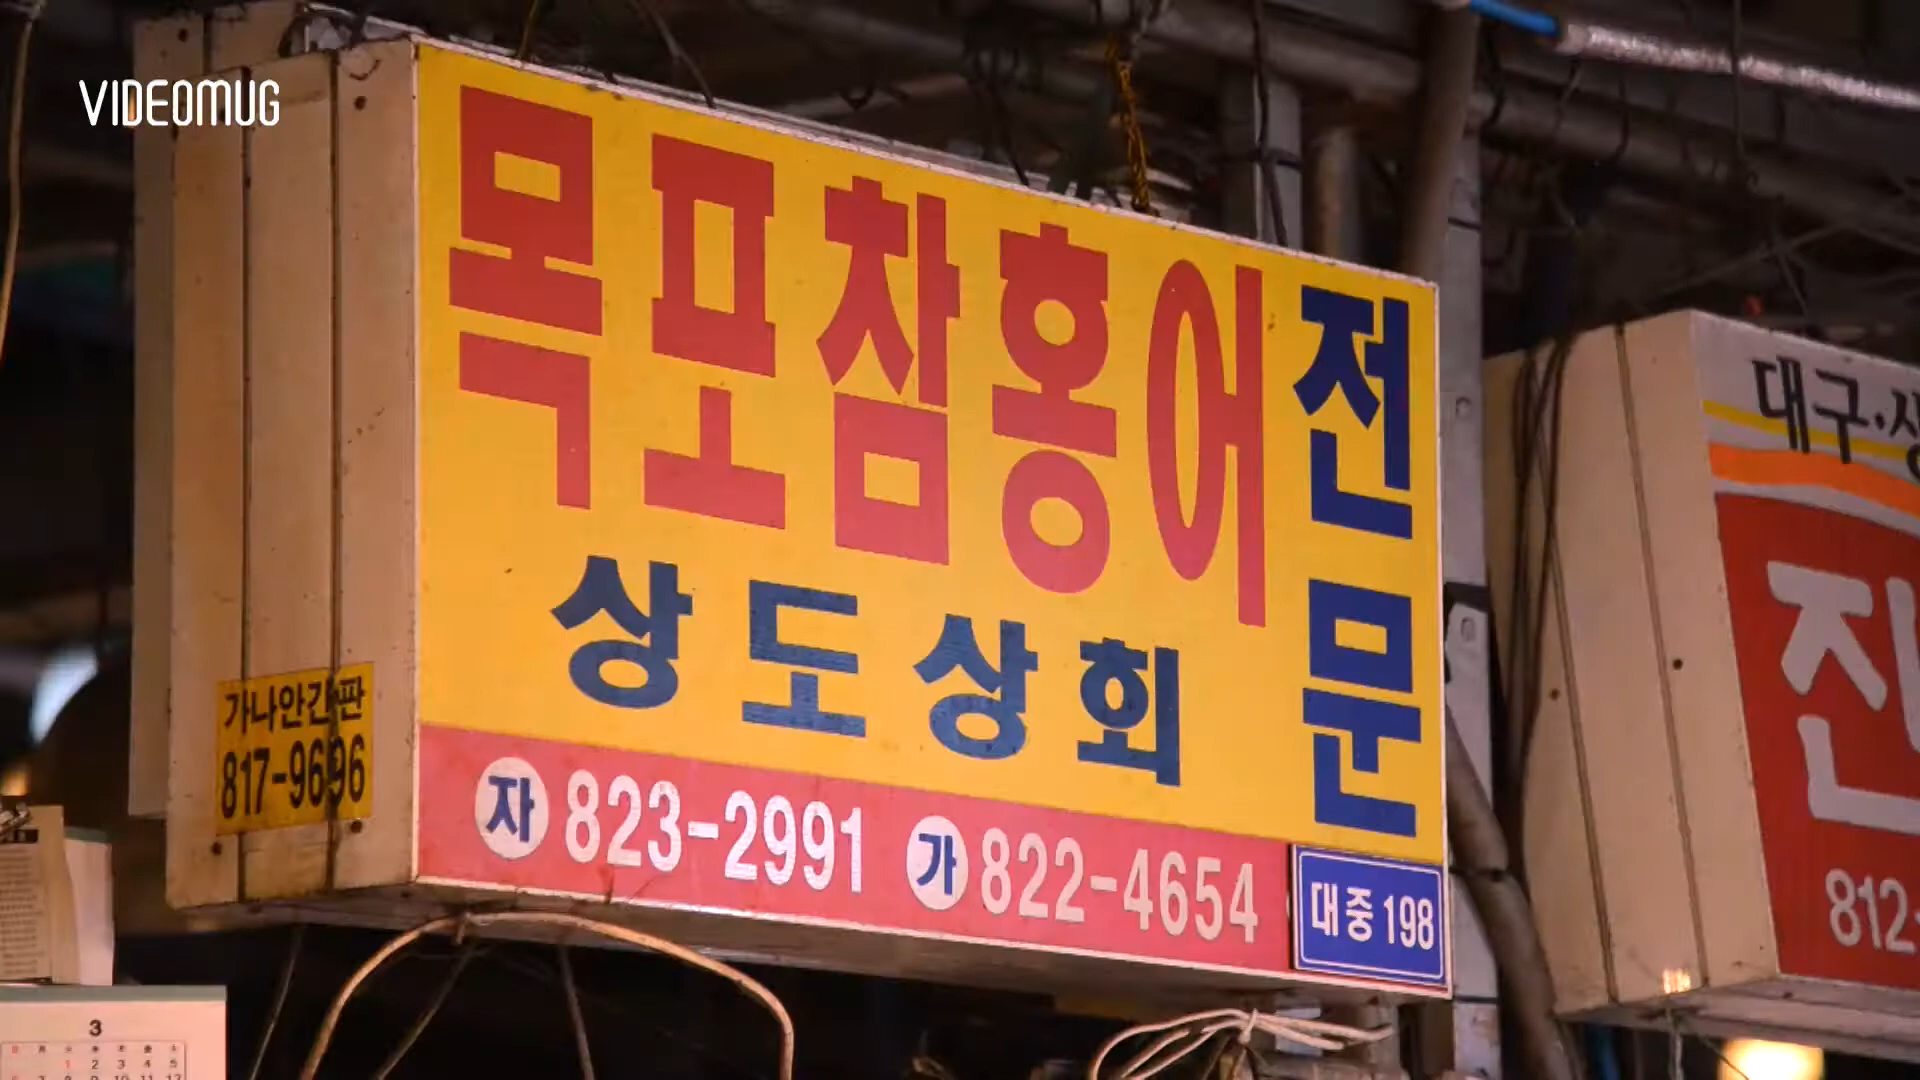 VIDEOMUG
목포참홍어 전문
상도상회
자 823-2991 가 822-4654
대중 198
가나안간판
817-9696
대구·
812-
3